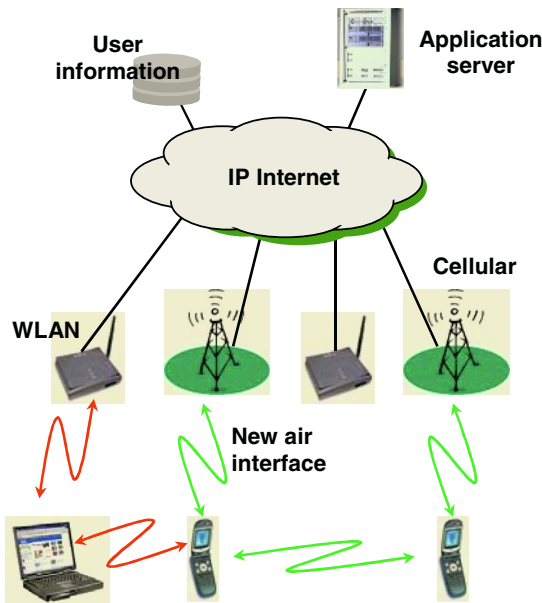 User
information
Application
server
IP Internet
Cellular
WLAN
New air
interface